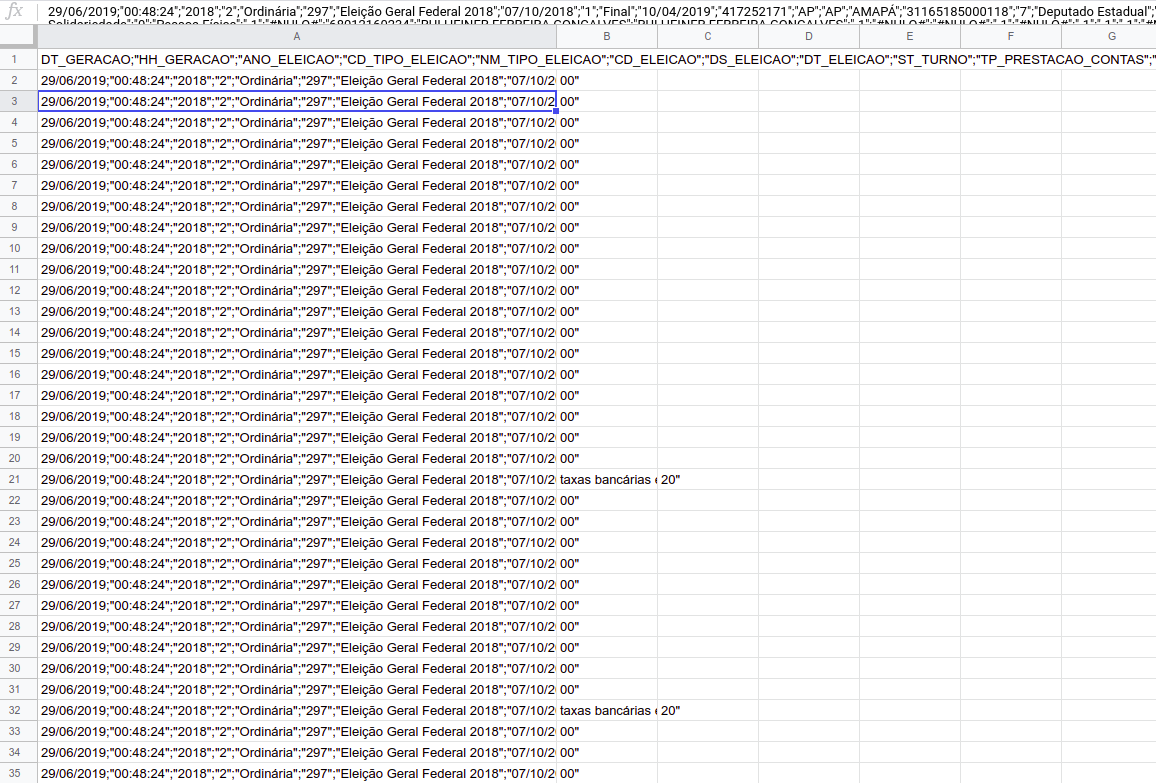 fx 29/06/2019;"00:48:24";"2018";"2";"Ordinária";"297";"Eleição Geral Federal 2018";"07/10/2018";"1";"Final";"10/04/2019";"417252171";"AP";"AP";"AMAPÁ";"31165185000118";"7";"Deputado Estadual";"
A B C D E F G
1 DT_GERACAO;"HH_GERACAO";"ANO_ELEICAO";"CD_TIPO_ELEICAO";"NM_TIPO_ELEICAO";"CD_ELEICAO";"DS_ELEICAO";"DT_ELEICAO";"ST_TURNO";"TP_PRESTACAO_CONTAS";"
2 29/06/2019;"00:48:24";"2018";"2";"Ordinária";"297";"Eleição Geral Federal 2018";"07/10/2 00"
3 29/06/2019;"00:48:24";"2018";"2";"Ordinária";"297";"Eleição Geral Federal 2018";"07/10/2 00"
4 29/06/2019;"00:48:24";"2018";"2";"Ordinária";"297";"Eleição Geral Federal 2018";"07/10/2 00"
5 29/06/2019;"00:48:24";"2018";"2";"Ordinária";"297";"Eleição Geral Federal 2018";"07/10/2 00"
6 29/06/2019;"00:48:24";"2018";"2";"Ordinária";"297";"Eleição Geral Federal 2018";"07/10/2 00"
7 29/06/2019;"00:48:24";"2018";"2";"Ordinária";"297";"Eleição Geral Federal 2018";"07/10/2 00"
8 29/06/2019;"00:48:24";"2018";"2";"Ordinária";"297";"Eleição Geral Federal 2018";"07/10/2 00"
9 29/06/2019;"00:48:24";"2018";"2";"Ordinária";"297";"Eleição Geral Federal 2018";"07/10/2 00"
10 29/06/2019;"00:48:24";"2018";"2";"Ordinária";"297";"Eleição Geral Federal 2018";"07/10/2 00"
11 29/06/2019;"00:48:24";"2018";"2";"Ordinária";"297";"Eleição Geral Federal 2018";"07/10/2 00"
12 29/06/2019;"00:48:24";"2018";"2";"Ordinária";"297";"Eleição Geral Federal 2018";"07/10/2 00"
13 29/06/2019;"00:48:24";"2018";"2";"Ordinária";"297";"Eleição Geral Federal 2018";"07/10/2 00"
14 29/06/2019;"00:48:24";"2018";"2";"Ordinária";"297";"Eleição Geral Federal 2018";"07/10/2 00"
15 29/06/2019;"00:48:24";"2018";"2";"Ordinária";"297";"Eleição Geral Federal 2018";"07/10/2 00"
16 29/06/2019;"00:48:24";"2018";"2";"Ordinária";"297";"Eleição Geral Federal 2018";"07/10/2 00"
17 29/06/2019;"00:48:24";"2018";"2";"Ordinária";"297";"Eleição Geral Federal 2018";"07/10/2 00"
18 29/06/2019;"00:48:24";"2018";"2";"Ordinária";"297";"Eleição Geral Federal 2018";"07/10/2 00"
19 29/06/2019;"00:48:24";"2018";"2";"Ordinária";"297";"Eleição Geral Federal 2018";"07/10/2 00"
20 29/06/2019;"00:48:24";"2018";"2";"Ordinária";"297";"Eleição Geral Federal 2018";"07/10/2 00"
21 29/06/2019;"00:48:24";"2018";"2";"Ordinária";"297";"Eleição Geral Federal 2018";"07/10/2 taxas bancárias e 20"
22 29/06/2019;"00:48:24";"2018";"2";"Ordinária";"297";"Eleição Geral Federal 2018";"07/10/2 00"
23 29/06/2019;"00:48:24";"2018";"2";"Ordinária";"297";"Eleição Geral Federal 2018";"07/10/2 00"
24 29/06/2019;"00:48:24";"2018";"2";"Ordinária";"297";"Eleição Geral Federal 2018";"07/10/2 00"
25 29/06/2019;"00:48:24";"2018";"2";"Ordinária";"297";"Eleição Geral Federal 2018";"07/10/2 00"
26 29/06/2019;"00:48:24";"2018";"2";"Ordinária";"297";"Eleição Geral Federal 2018";"07/10/2 00"
27 29/06/2019;"00:48:24";"2018";"2";"Ordinária";"297";"Eleição Geral Federal 2018";"07/10/2 00"
28 29/06/2019;"00:48:24";"2018";"2";"Ordinária";"297";"Eleição Geral Federal 2018";"07/10/2 00"
29 29/06/2019;"00:48:24";"2018";"2";"Ordinária";"297";"Eleição Geral Federal 2018";"07/10/2 00"
30 29/06/2019;"00:48:24";"2018";"2";"Ordinária";"297";"Eleição Geral Federal 2018";"07/10/2 00"
31 29/06/2019;"00:48:24";"2018";"2";"Ordinária";"297";"Eleição Geral Federal 2018";"07/10/2 00"
32 29/06/2019;"00:48:24";"2018";"2";"Ordinária";"297";"Eleição Geral Federal 2018";"07/10/2 taxas bancárias e 20"
33 29/06/2019;"00:48:24";"2018";"2";"Ordinária";"297";"Eleição Geral Federal 2018";"07/10/2 00"
34 29/06/2019;"00:48:24";"2018";"2";"Ordinária";"297";"Eleição Geral Federal 2018";"07/10/2 00"
35 29/06/2019;"00:48:24";"2018";"2";"Ordinária";"297";"Eleição Geral Federal 2018";"07/10/2 00"